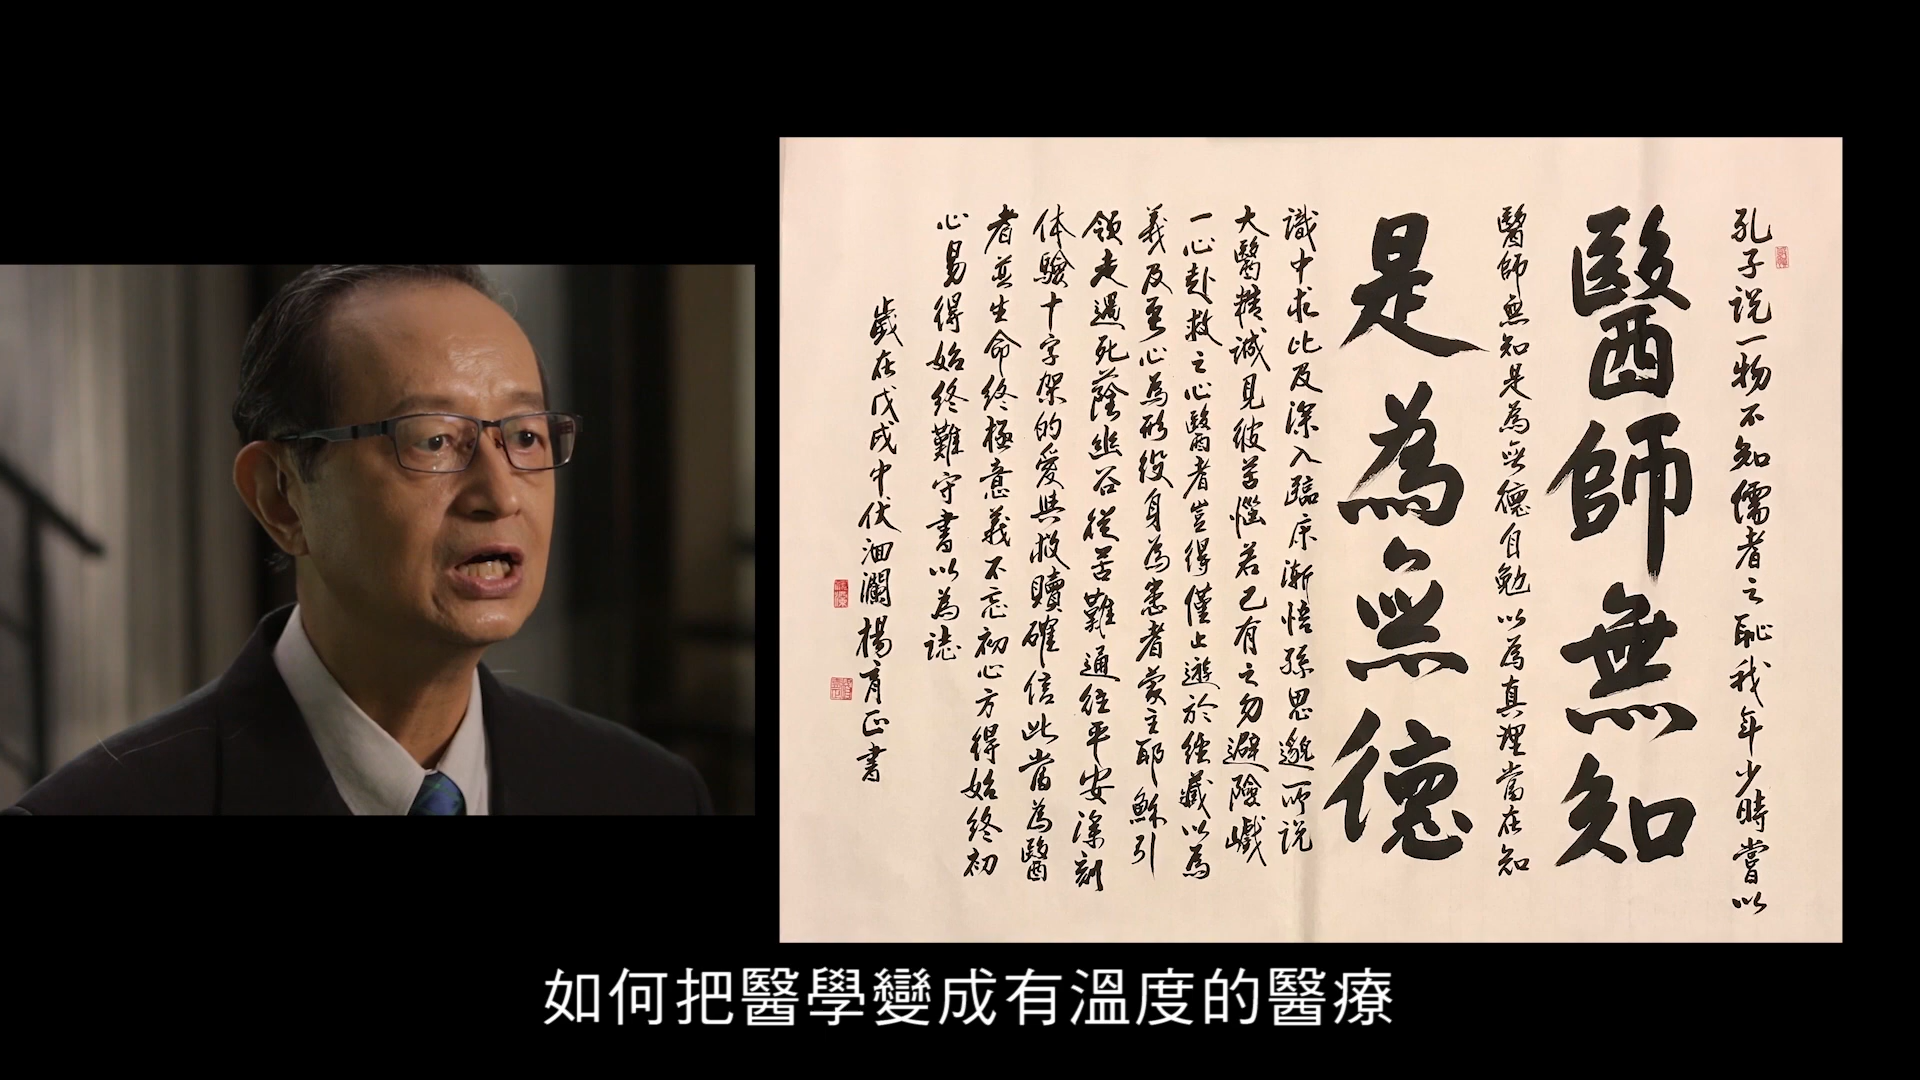 孔子说一物不知儒者之恥我年少時嘗以
醫師無知
醫師無知是為無德自勉以為真理當在知
是為無德
識中求比及深入臨床漸悟孫思邈所说
大醫精誠見彼苦惱若己有之勿避險巇
一心赴救之心醫者豈得僅止遊於經藏以為
義及至心為形役身為患者蒙主耶穌引
領走過死蔭幽谷從苦難通往平安深刻
体驗十字架的愛與救贖確信此當為醫
者並生命終極意義不忘初心方得始終初
心易得始終難守書以為誌
歲在戊戌中伏洄瀾楊育正書
如何把醫學變成有溫度的醫療